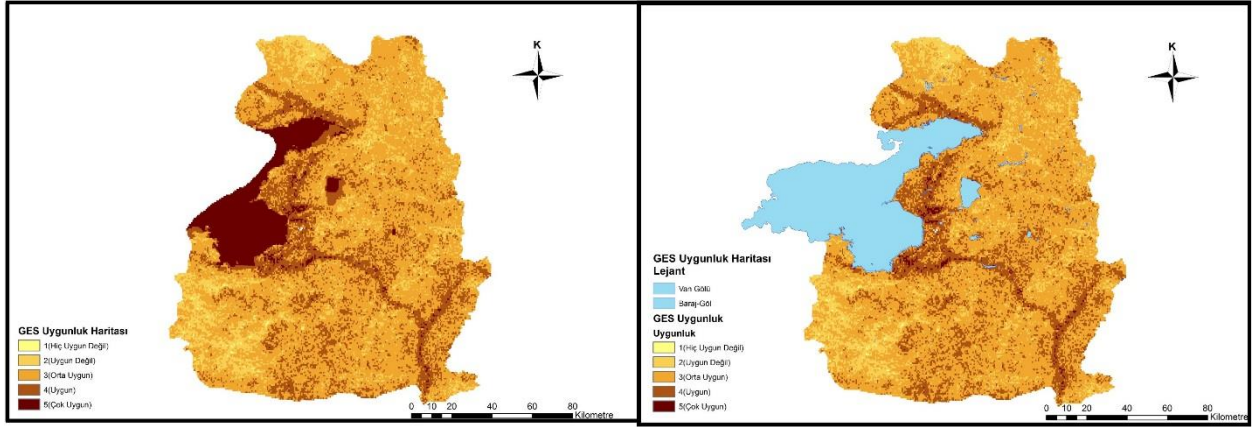 K
GES Uygunluk Haritası
1(Hiç Uygun Değil)
2(Uygun Değil)
3(Orta Uygun)
4(Uygun)
5(Çok Uygun)
0 10 20 40 60 80
Kilometre
K
GES Uygunluk Haritası
Lejant
Van Gölü
Baraj-Göl
GES Uygunluk
Uygunluk
1(Hiç Uygun Değil)
2(Uygun Değil)
3(Orta Uygun)
4(Uygun)
5(Çok Uygun)
0 10 20 40 60 80
Kilometre